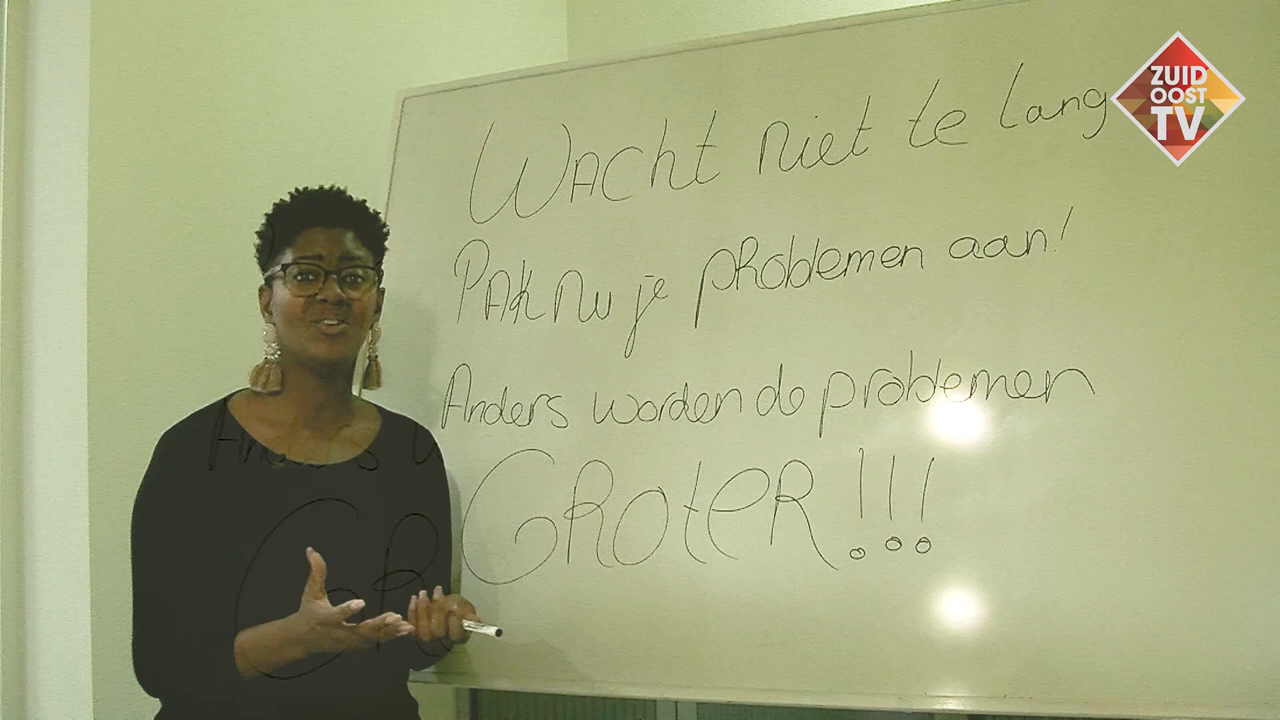 WACHT niet te lang
PAK nu je pRoblemen aan!
Anders worden de problemen
GROteR!!!
ZUID
OOST
TV